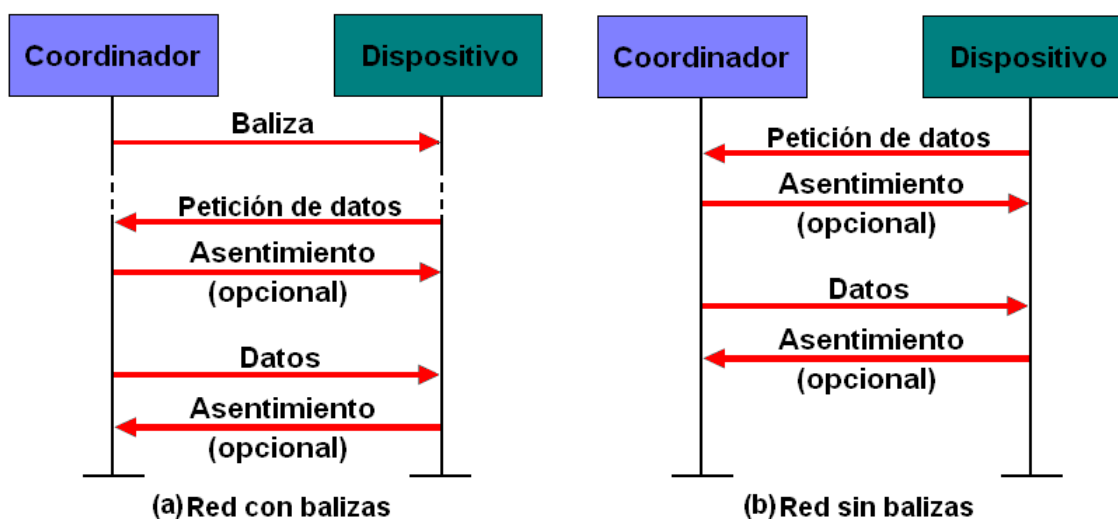 Coordinador
Dispositivo
Baliza
Petición de datos
Asentimiento
(opcional)
Datos
Asentimiento
(opcional)
(a) Red con balizas
Coordinador
Dispositivo
Petición de datos
Asentimiento
(opcional)
Datos
Asentimiento
(opcional)
(b) Red sin balizas